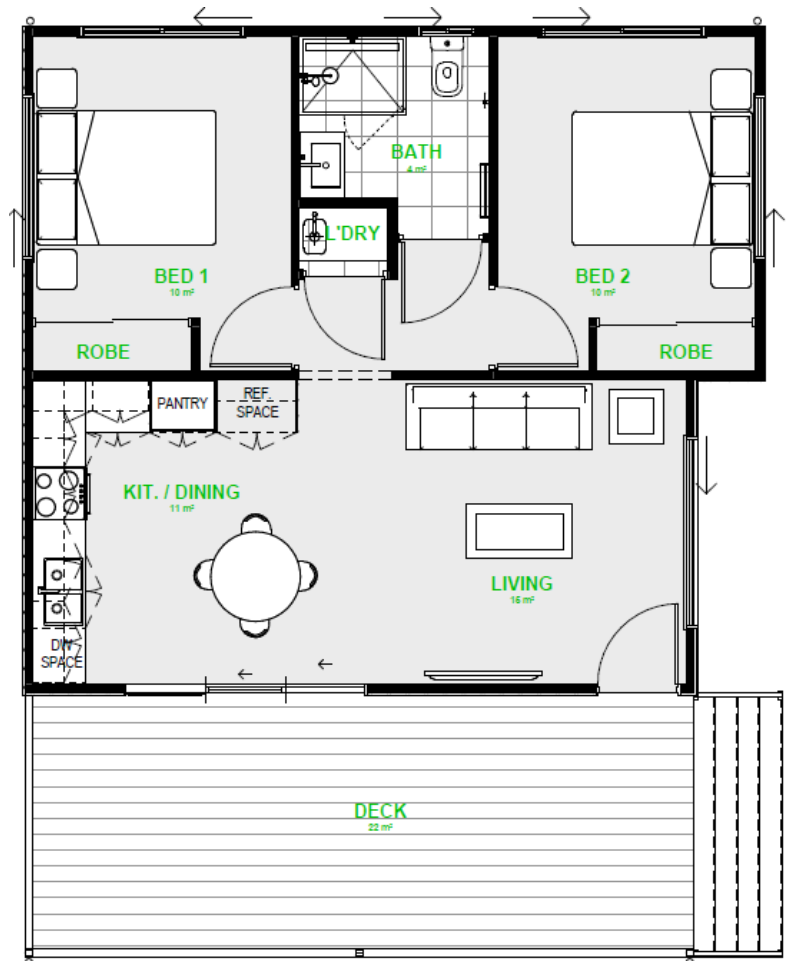 BATH
4 m²
L'DRY
BED 1
10 m²
BED 2
10 m²
ROBE
ROBE
PANTRY
REF.
SPACE
KIT. / DINING
11 m²
LIVING
15 m²
DW
SPACE
DECK
22 m²